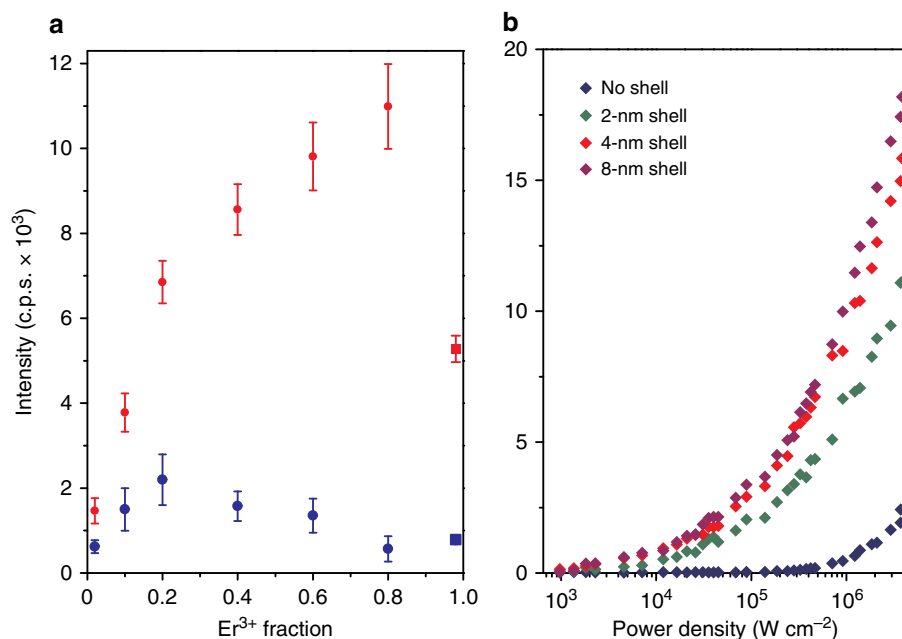 a
12
10
8
6
4
2
0
0
0.2
0.4
0.6
0.8
1.0
Intensity (c.p.s. × 10³)
Er³⁺ fraction
b
20
15
10
5
0
No shell
2-nm shell
4-nm shell
8-nm shell
10³
10⁴
10⁵
10⁶
Power density (W cm⁻²)